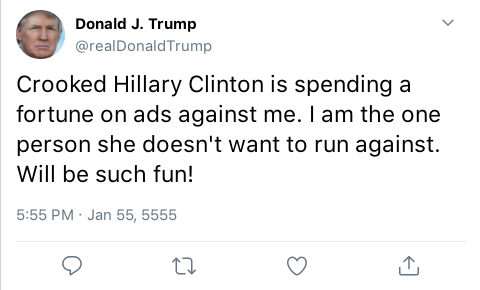 Donald J. Trump
@realDonaldTrump
Crooked Hillary Clinton is spending a
fortune on ads against me. I am the one
person she doesn't want to run against.
Will be such fun!
5:55 PM · Jan 55, 5555